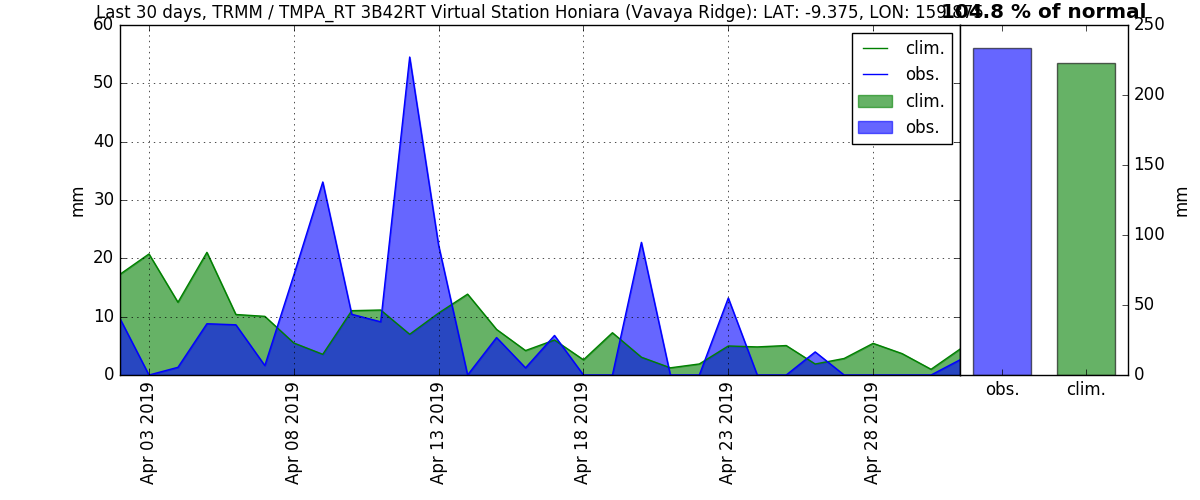 Last 30 days, TRMM / TMPA_RT 3B42RT Virtual Station Honiara (Vavaya Ridge): LAT: -9.375, LON:
104.8 % of normal
60
50
40
30
20
10
0
mm
clim.
obs.
clim.
obs.
Apr 03 2019
Apr 08 2019
Apr 13 2019
Apr 18 2019
Apr 23 2019
Apr 28 2019
250
200
150
100
50
0
mm
obs.
clim.